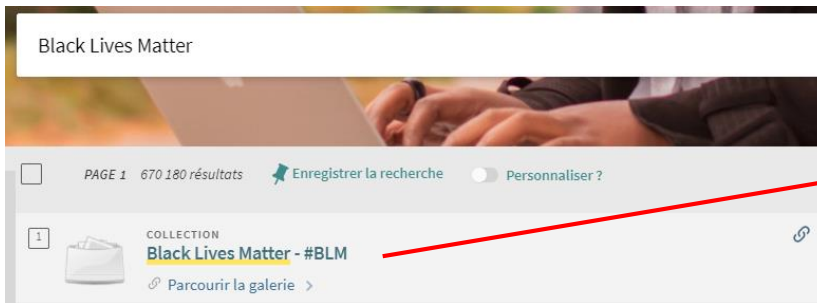 Black Lives Matter
PAGE 1 670 180 résultats Enregistrer la recherche Personnaliser ?
1
COLLECTION
Black Lives Matter - #BLM
Parcourir la galerie >